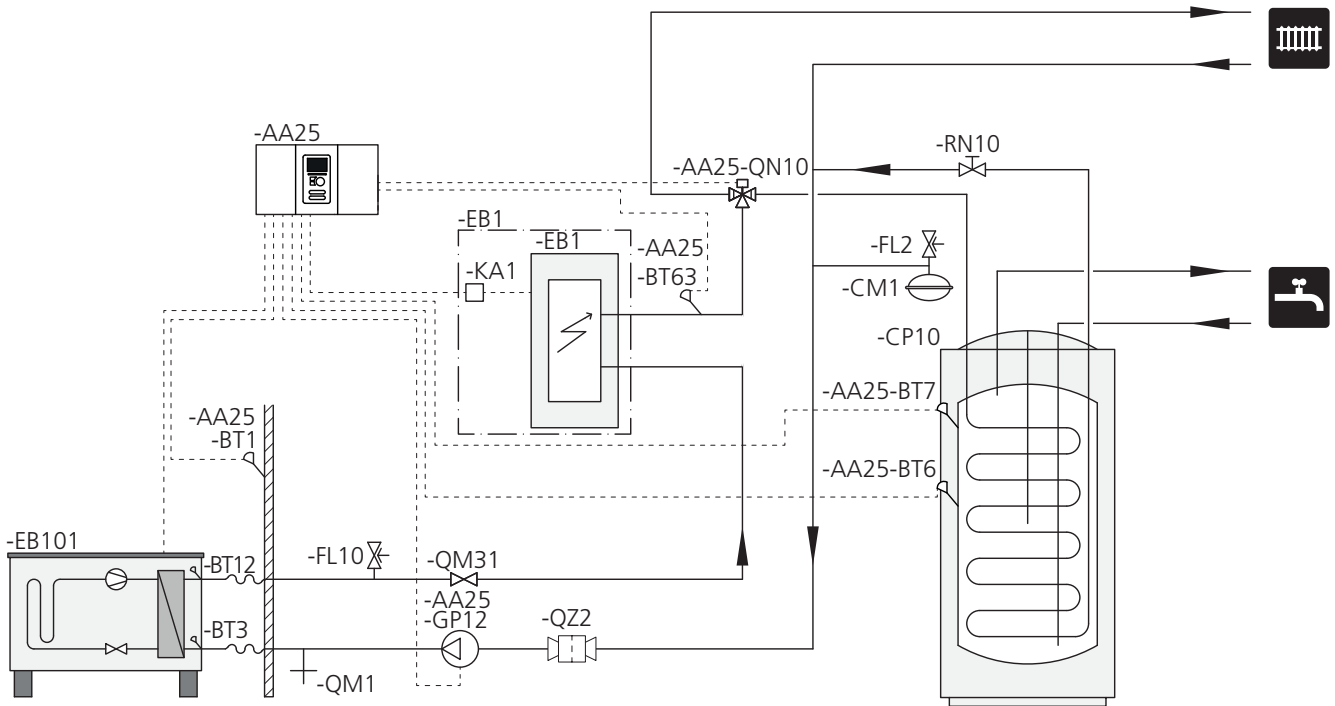 -AA25
-RN10
-AA25-QN10
-EB1
-EB1
-AA25
-BT63
-KA1
-FL2
-CM1
-CP10
-AA25-BT7
-AA25
-BT1
-AA25-BT6
-EB101
-BT12
-FL10
-QM31
-AA25
-GP12
-QZ2
-BT3
-QM1